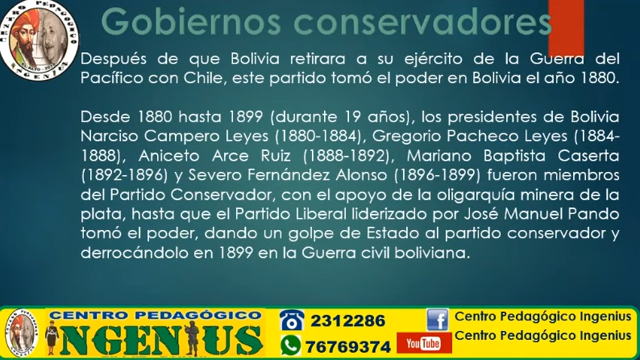 Gobiernos conservadores
Después de que Bolivia retirara a su ejército de la Guerra del
Pacífico con Chile, este partido tomó el poder en Bolivia el año 1880.
Desde 1880 hasta 1899 (durante 19 años), los presidentes de Bolivia
Narciso Campero Leyes (1880-1884), Gregorio Pacheco Leyes (1884-
1888), Aniceto Arce Ruiz (1888-1892), Mariano Baptista Caserta
(1892-1896) y Severo Fernández Alonso (1896-1899) fueron miembros
del Partido Conservador, con el apoyo de la oligarquía minera de la
plata, hasta que el Partido Liberal liderizado por José Manuel Pando
tomó el poder, dando un golpe de Estado al partido conservador y
derrocándolo en 1899 en la Guerra civil boliviana.
CENTRO PEDAGÓGICO
INGENIUS
2312286
76769374
Centro Pedagógico Ingenius
You Tube
Centro Pedagógico Ingenius